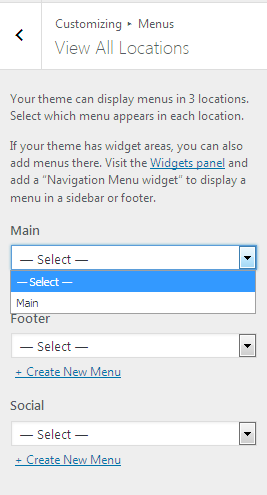 Customizing ▸ Menus
View All Locations
Your theme can display menus in 3 locations.
Select which menu appears in each location.
If your theme has widget areas, you can also
add menus there. Visit the Widgets panel and
add a “Navigation Menu widget” to display a
menu in a sidebar or footer.
Main
— Select —
— Select —
Main
Footer
— Select —
+ Create New Menu
Social
— Select —
+ Create New Menu